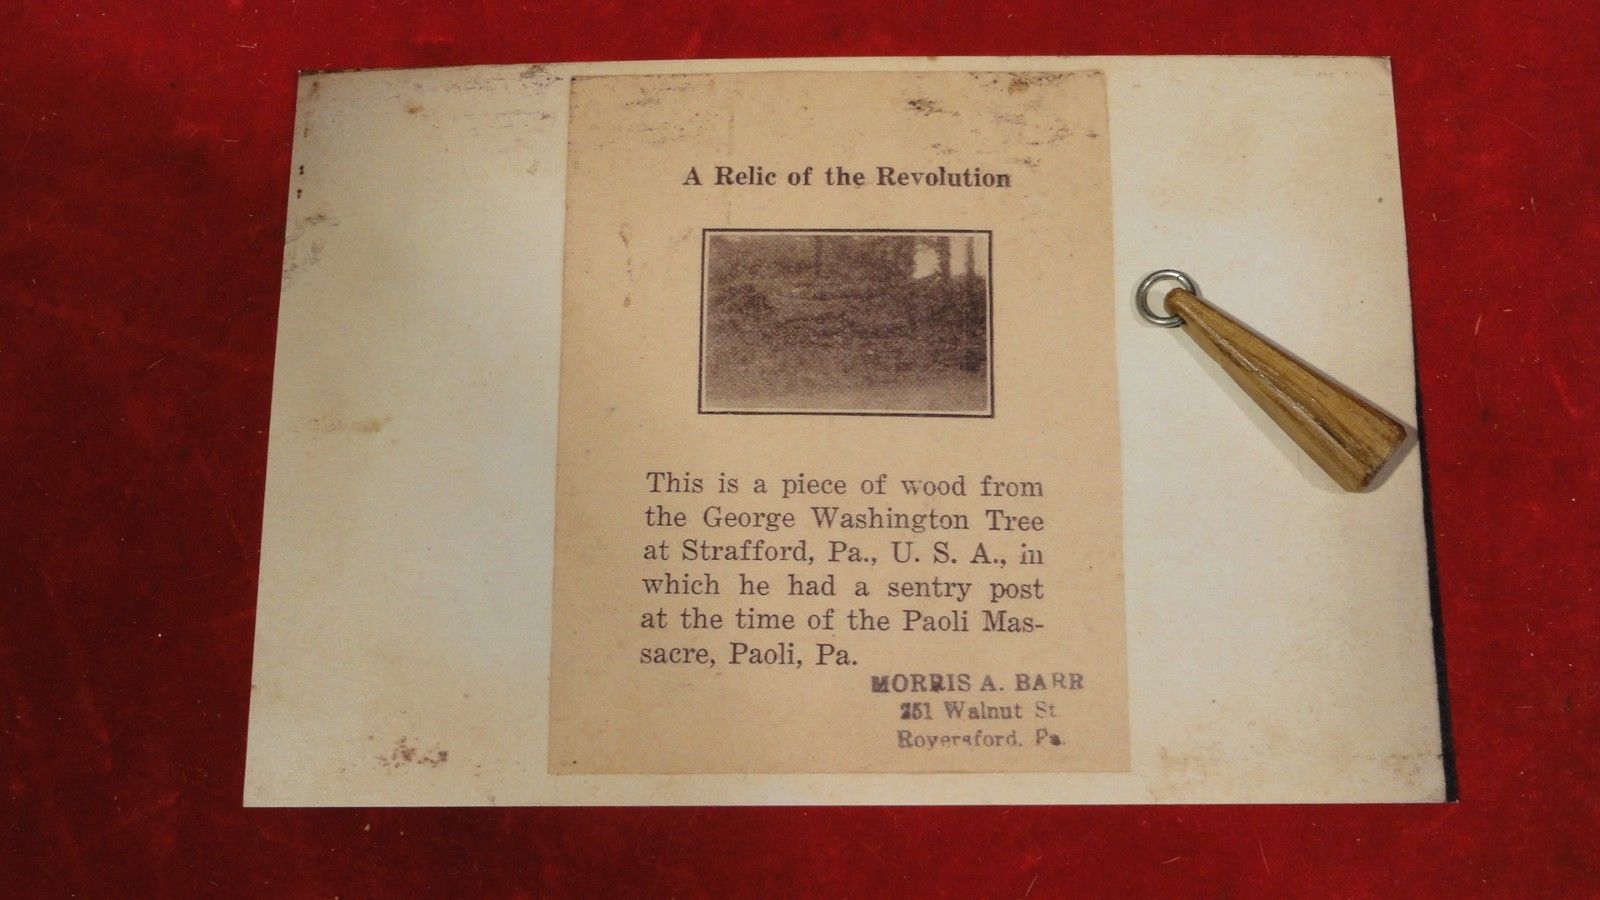 A Relic of the Revolution
This is a piece of wood from
the George Washington Tree
at Strafford, Pa., U. S. A., in
which he had a sentry post
at the time of the Paoli Mas-
sacre, Paoli, Pa.
MORRIS A. BARR
251 Walnut St
Royersford, Pa.